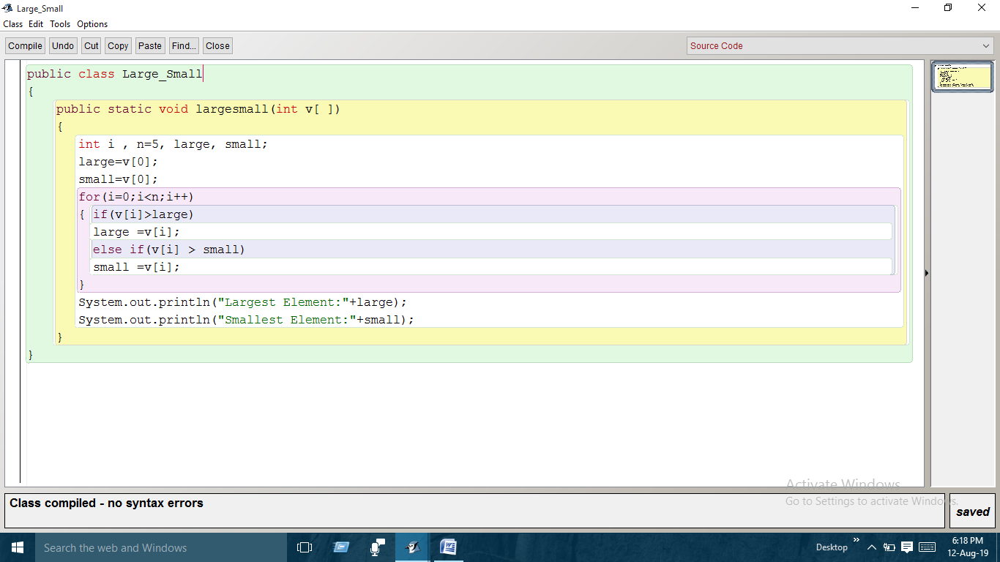 Large_Small
Class Edit Tools Options
Compile Undo Cut Copy Paste Find... Close Source Code
public class Large_Small
{
public static void largesmall(int v[ ])
{
int i , n=5, large, small;
large=v[0];
small=v[0];
for(i=0;i<n;i++)
{ if(v[i]>large)
large =v[i];
else if(v[i] > small)
small =v[i];
}
System.out.println("Largest Element:"+large);
System.out.println("Smallest Element:"+small);
}
}
Activate Windows
Go to Settings to activate Windows.
Class compiled - no syntax errors
saved
Search the web and Windows
Desktop
6:18 PM
12-Aug-19